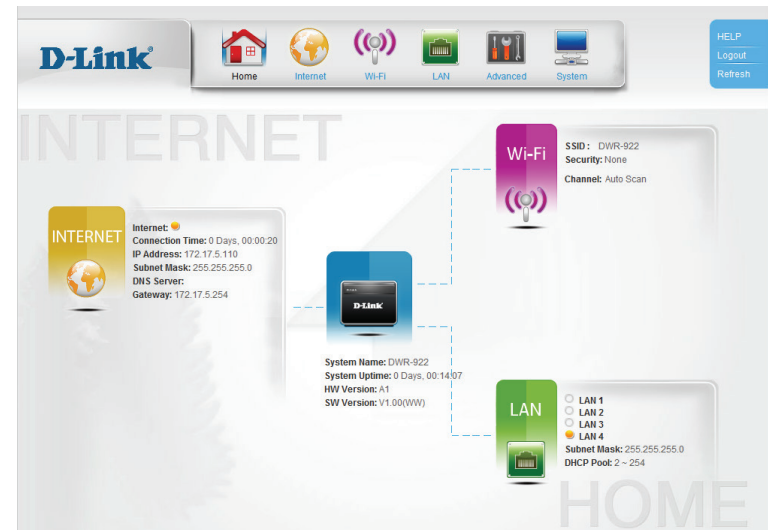 D-Link
Home
Internet
Wi-Fi
LAN
Advanced
System
HELP
Logout
Refresh
INTERNET
Wi-Fi
SSID : DWR-922
Security: None
Channel: Auto Scan
INTERNET
Internet:
Connection Time: 0 Days, 00:00:20
IP Address: 172.17.5.110
Subnet Mask: 255.255.255.0
DNS Server:
Gateway: 172.17.5.254
D-Link
System Name: DWR-922
System Uptime: 0 Days, 00:14:07
HW Version: A1
SW Version: V1.00(WW)
LAN
LAN 1
LAN 2
LAN 3
LAN 4
Subnet Mask: 255.255.255.0
DHCP Pool: 2 ~ 254
HOME